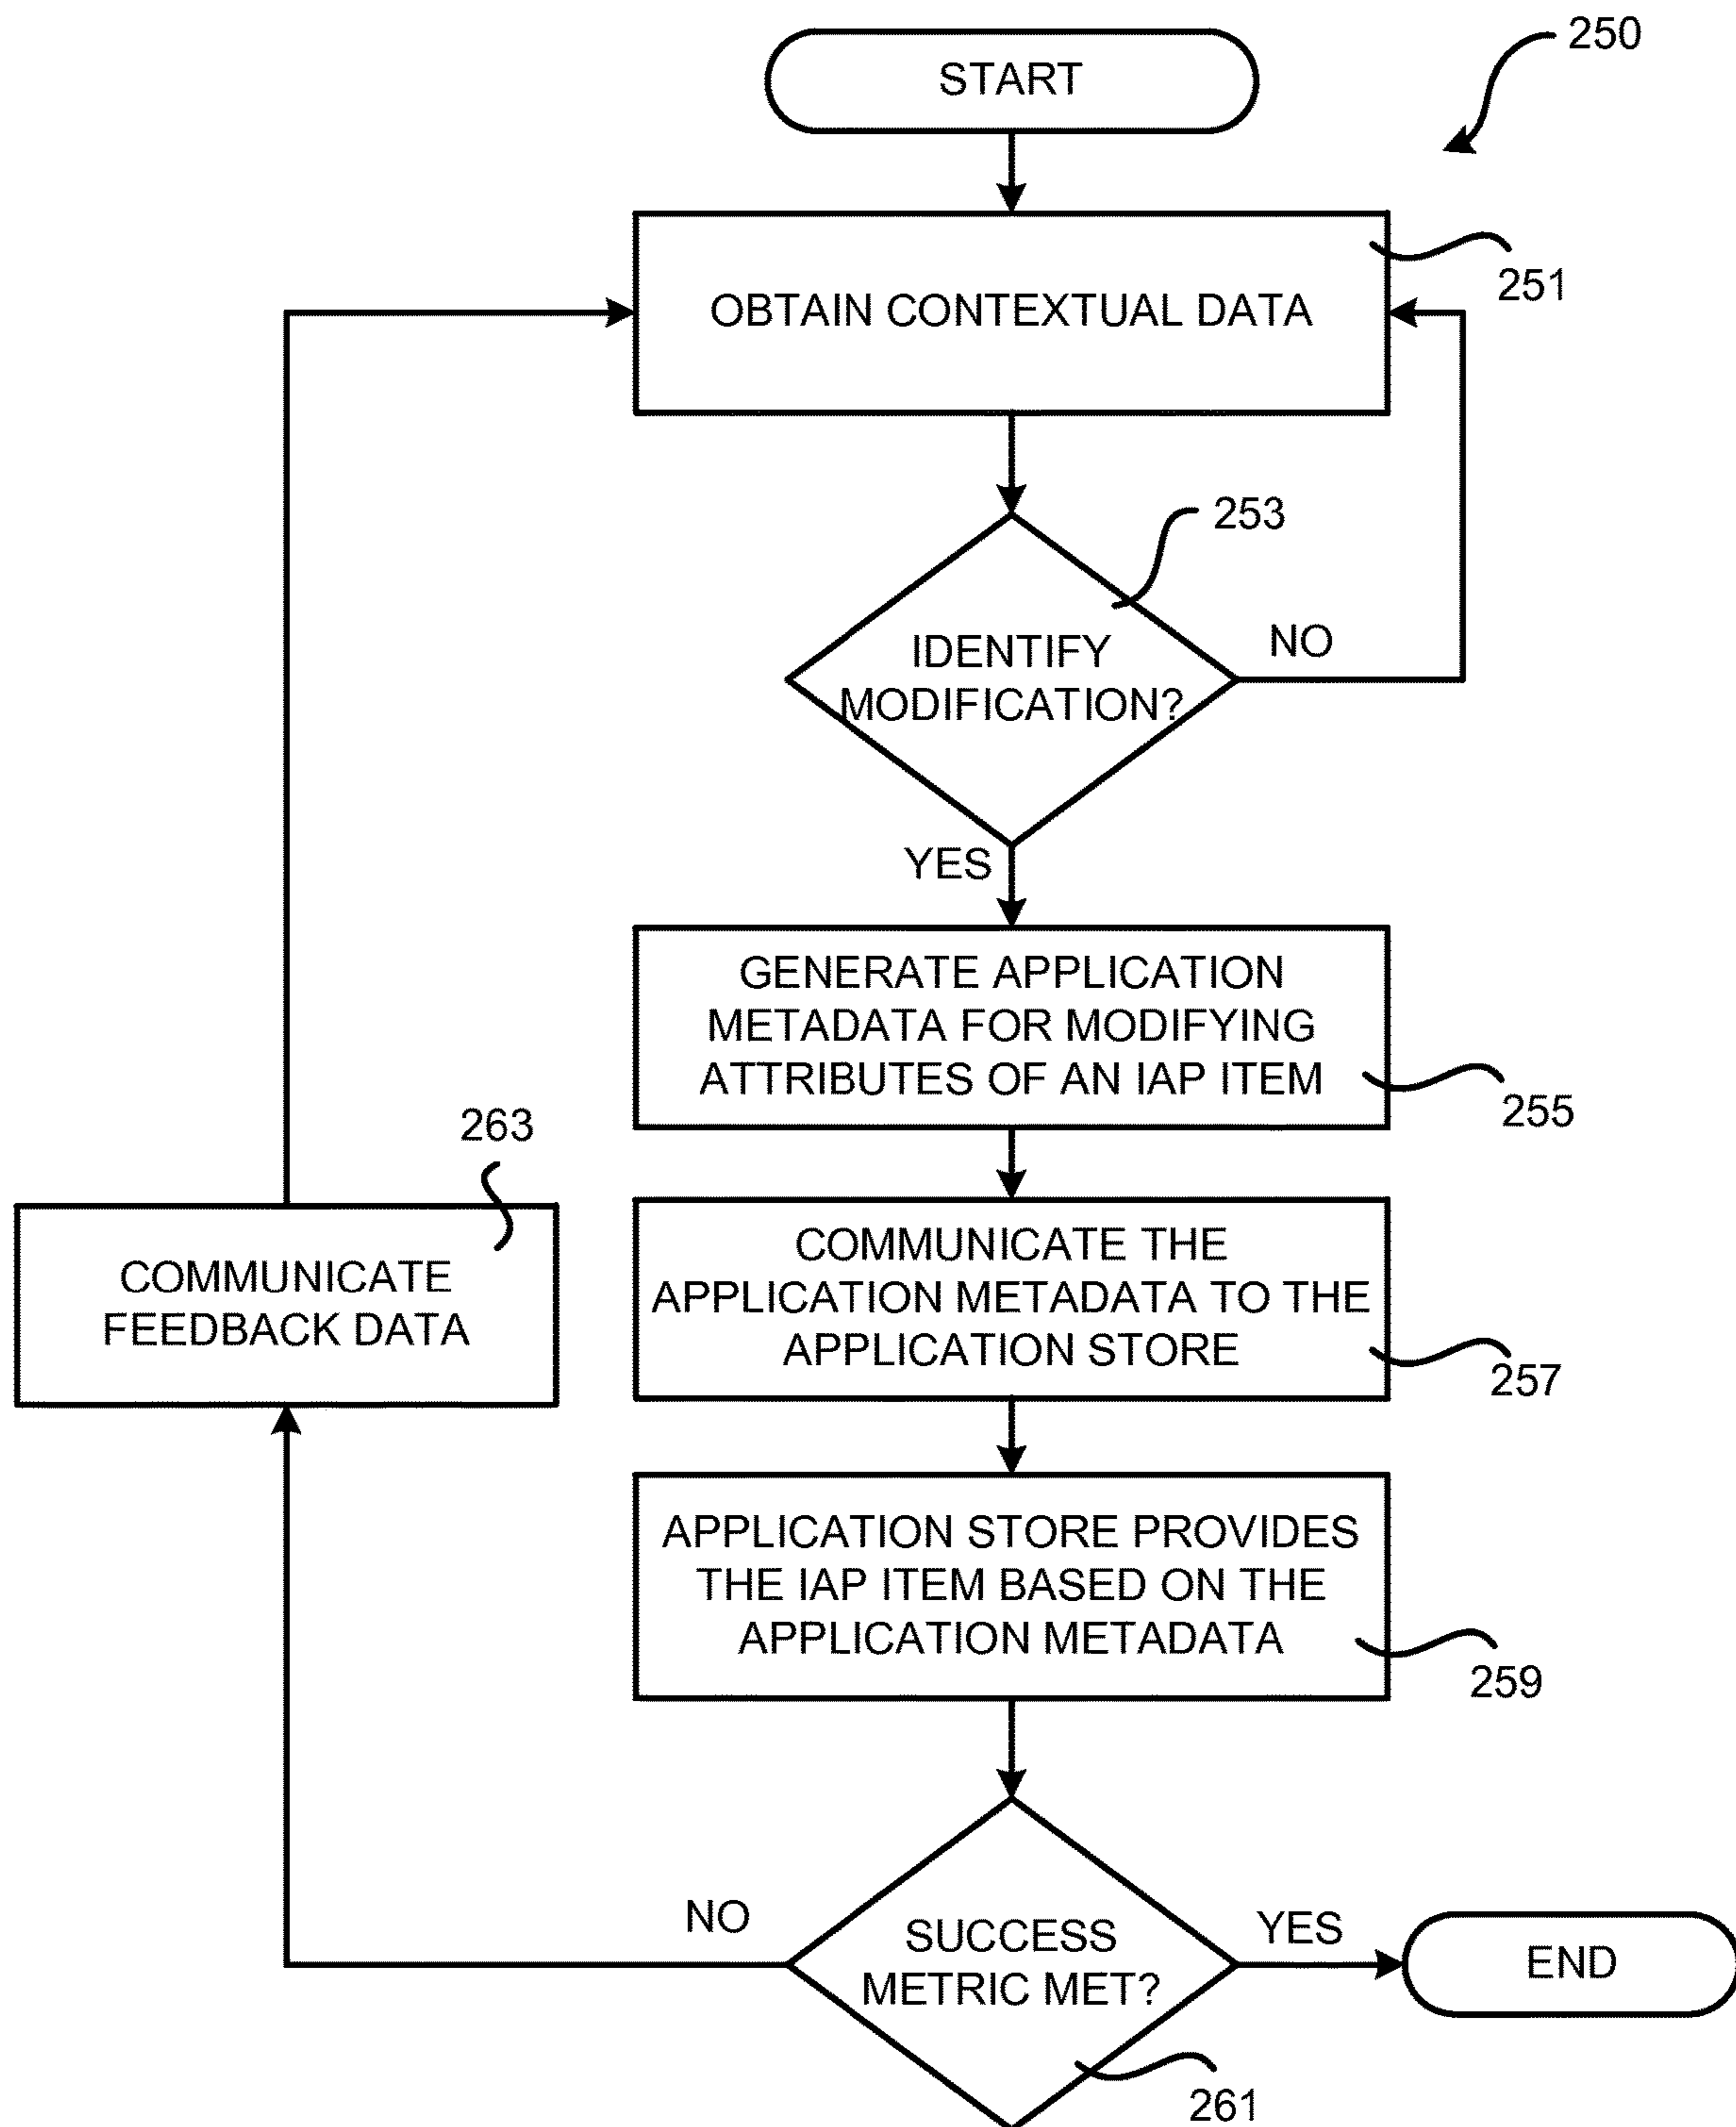 250
START
251
OBTAIN CONTEXTUAL DATA
253
IDENTIFY
MODIFICATION?
NO
YES
GENERATE APPLICATION
METADATA FOR MODIFYING
ATTRIBUTES OF AN IAP ITEM
255
263
COMMUNICATE
FEEDBACK DATA
COMMUNICATE THE
APPLICATION METADATA TO THE
APPLICATION STORE
257
APPLICATION STORE PROVIDES
THE IAP ITEM BASED ON THE
APPLICATION METADATA
259
NO
SUCCESS
METRIC MET?
YES
END
261